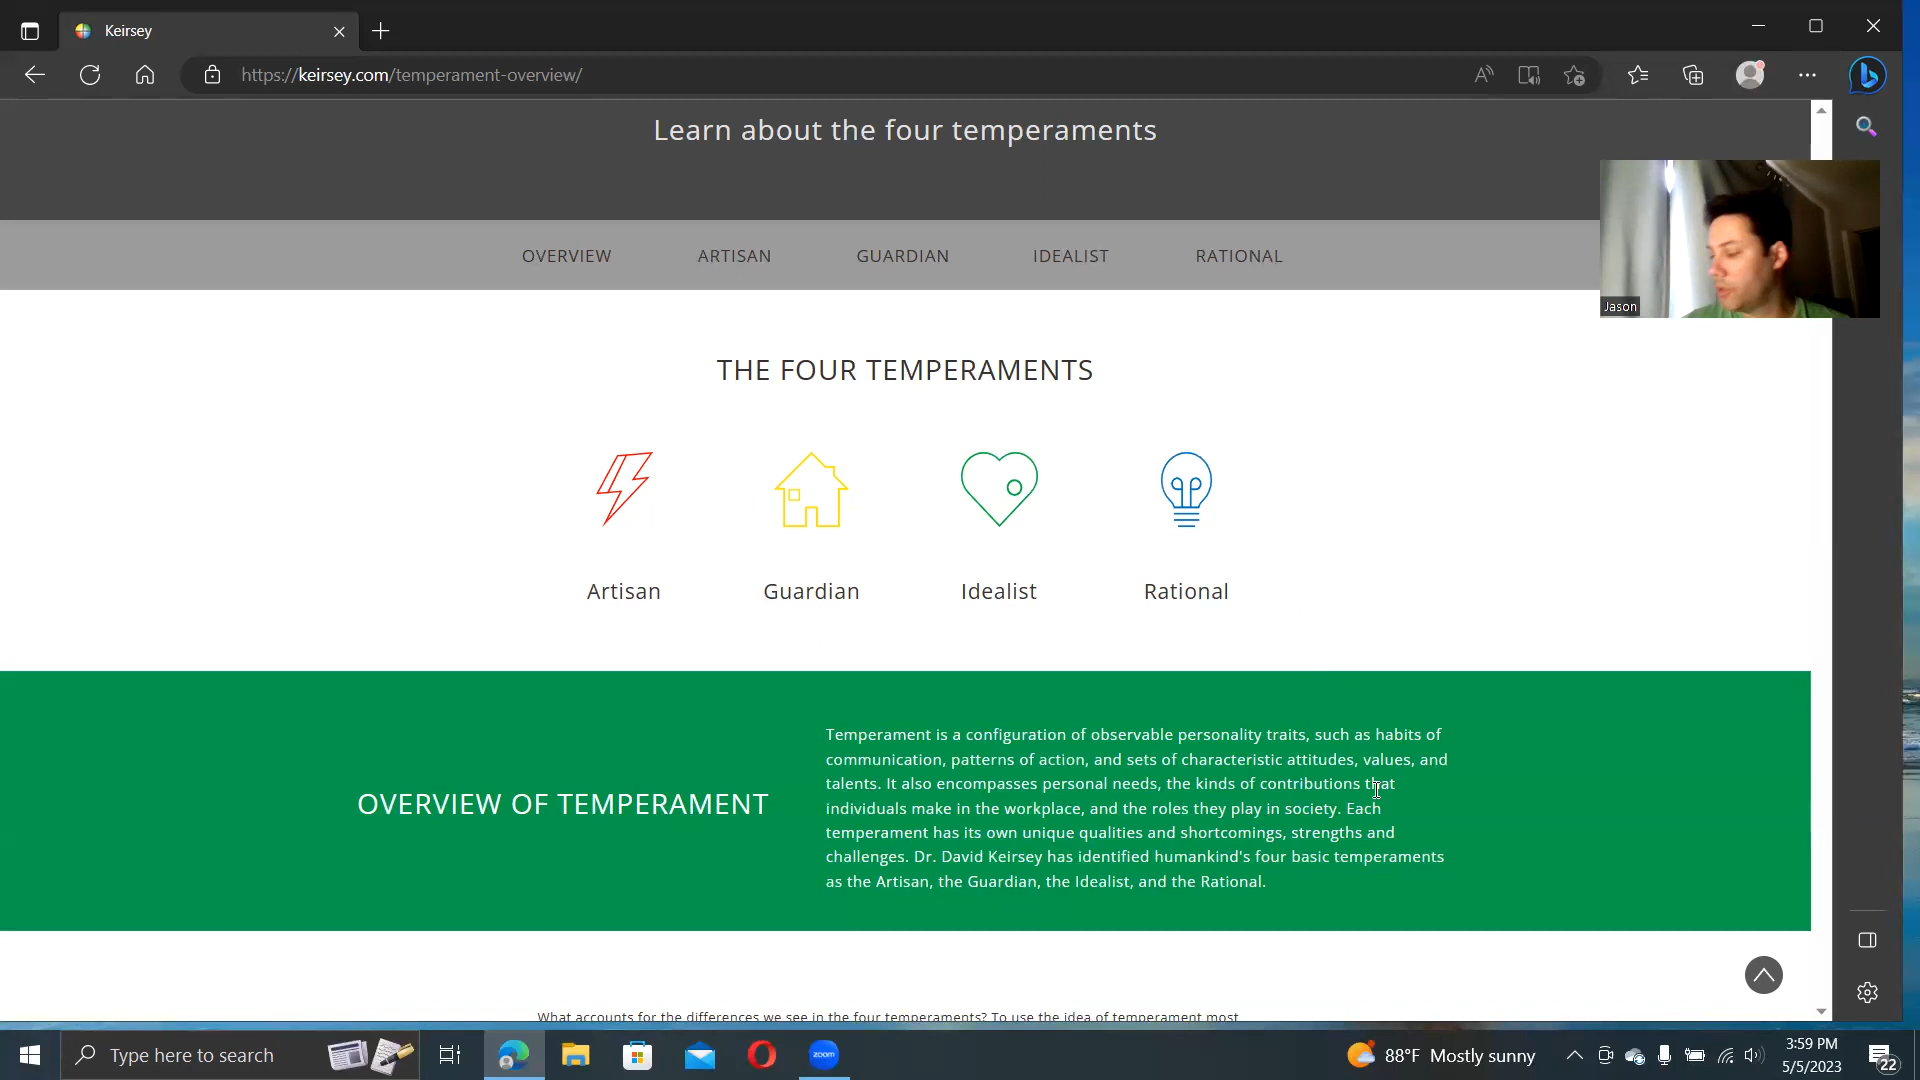 Keirsey
https://keirsey.com/temperament-overview/
Learn about the four temperaments
OVERVIEW ARTISAN GUARDIAN IDEALIST RATIONAL
Jason
THE FOUR TEMPERAMENTS
Artisan Guardian Idealist Rational
OVERVIEW OF TEMPERAMENT
Temperament is a configuration of observable personality traits, such as habits of
communication, patterns of action, and sets of characteristic attitudes, values, and
talents. It also encompasses personal needs, the kinds of contributions that
individuals make in the workplace, and the roles they play in society. Each
temperament has its own unique qualities and shortcomings, strengths and
challenges. Dr. David Keirsey has identified humankind's four basic temperaments
as the Artisan, the Guardian, the Idealist, and the Rational.
What accounts for the differences we see in the four temperaments? To use the idea of temperament most
Type here to search
zoom
88°F Mostly sunny
3:59 PM
5/5/2023
22